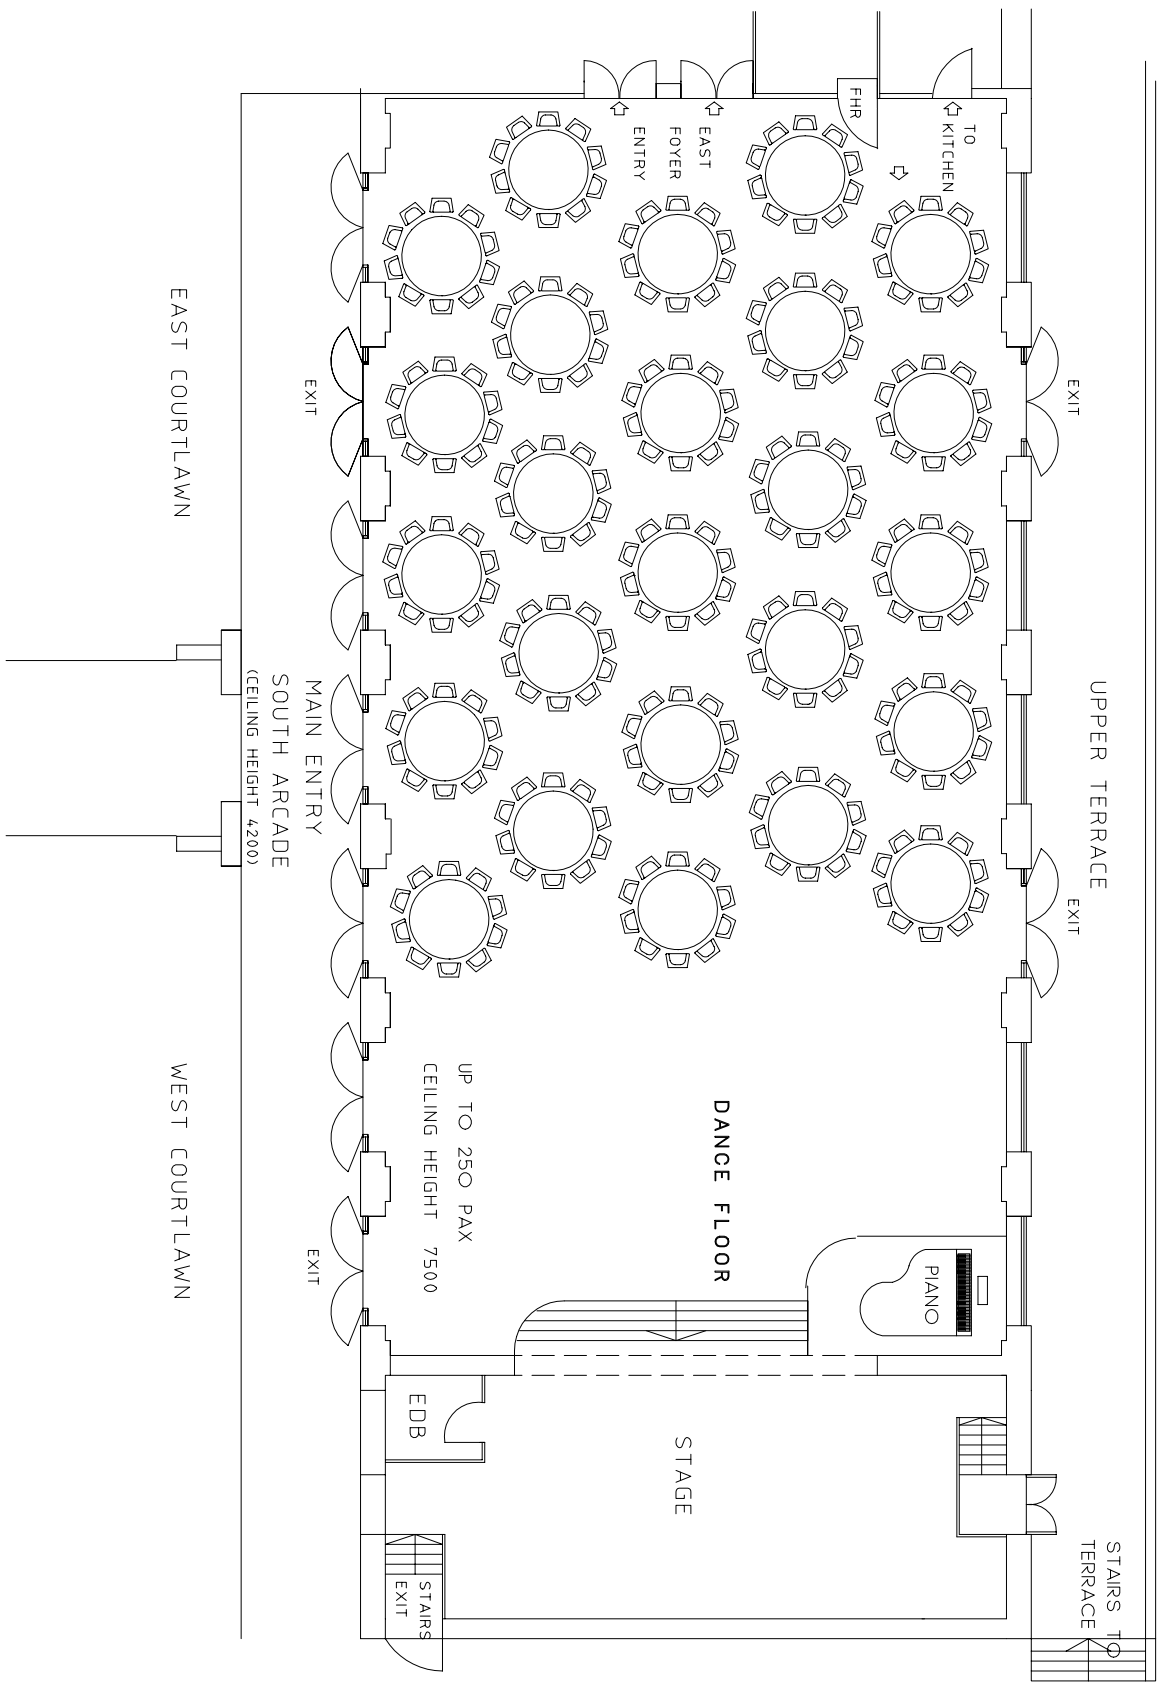 UPPER TERRACE
STAIRS TO
TERRACE
EXIT
EXIT
TO
KITCHEN
FHR
EAST
FOYER
ENTRY
PIANO
DANCE FLOOR
STAGE
UP TO 250 PAX
CEILING HEIGHT 7500
EDB
STAIRS
EXIT
EXIT
EXIT
MAIN ENTRY
SOUTH ARCADE
(CEILING HEIGHT 4200)
EAST COURTLAWN
WEST COURTLAWN